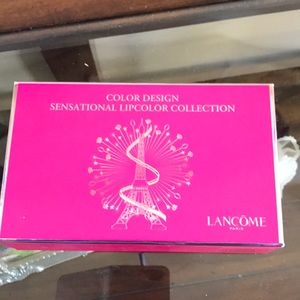 COLOR DESIGN
SENSATIONAL LIPCOLOR COLLECTION
LANCÔME
PARIS